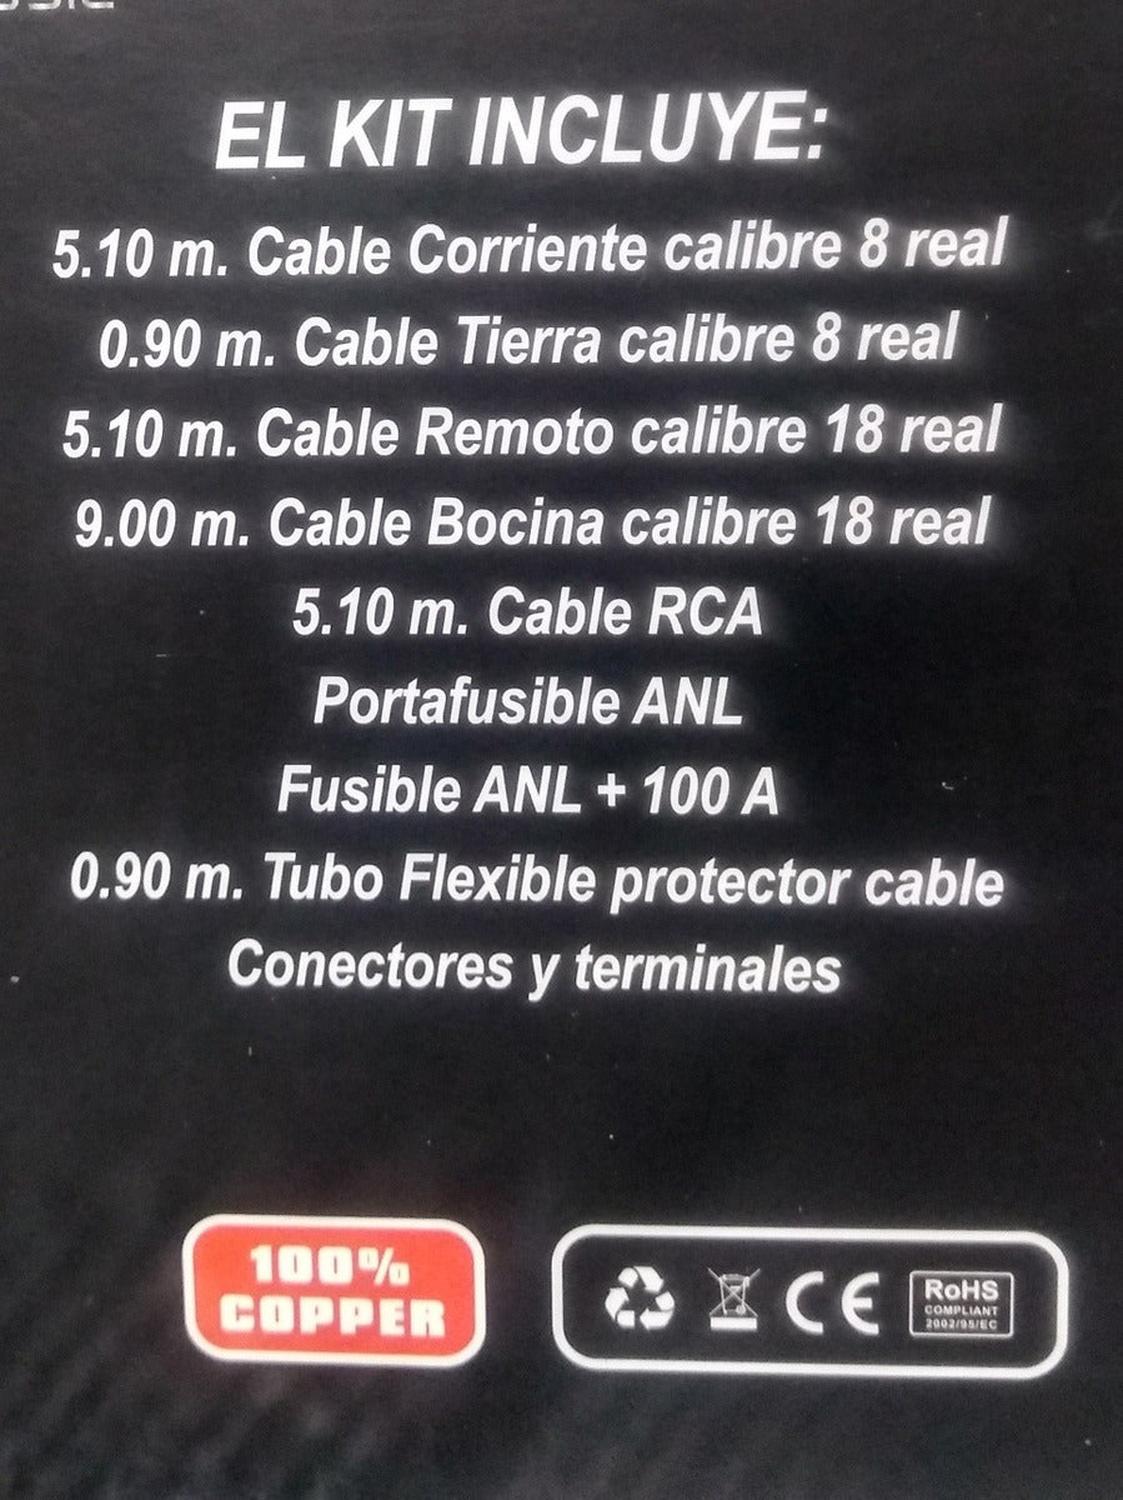 EL KIT INCLUYE:
5.10 m. Cable Corriente calibre 8 real
0.90 m. Cable Tierra calibre 8 real
5.10 m. Cable Remoto calibre 18 real
9.00 m. Cable Bocina calibre 18 real
5.10 m. Cable RCA
Portafusible ANL
Fusible ANL + 100 A
0.90 m. Tubo Flexible protector cable
Conectores y terminales
100%
COPPER
CE
RoHS
COMPLIANT
2002/95/EC